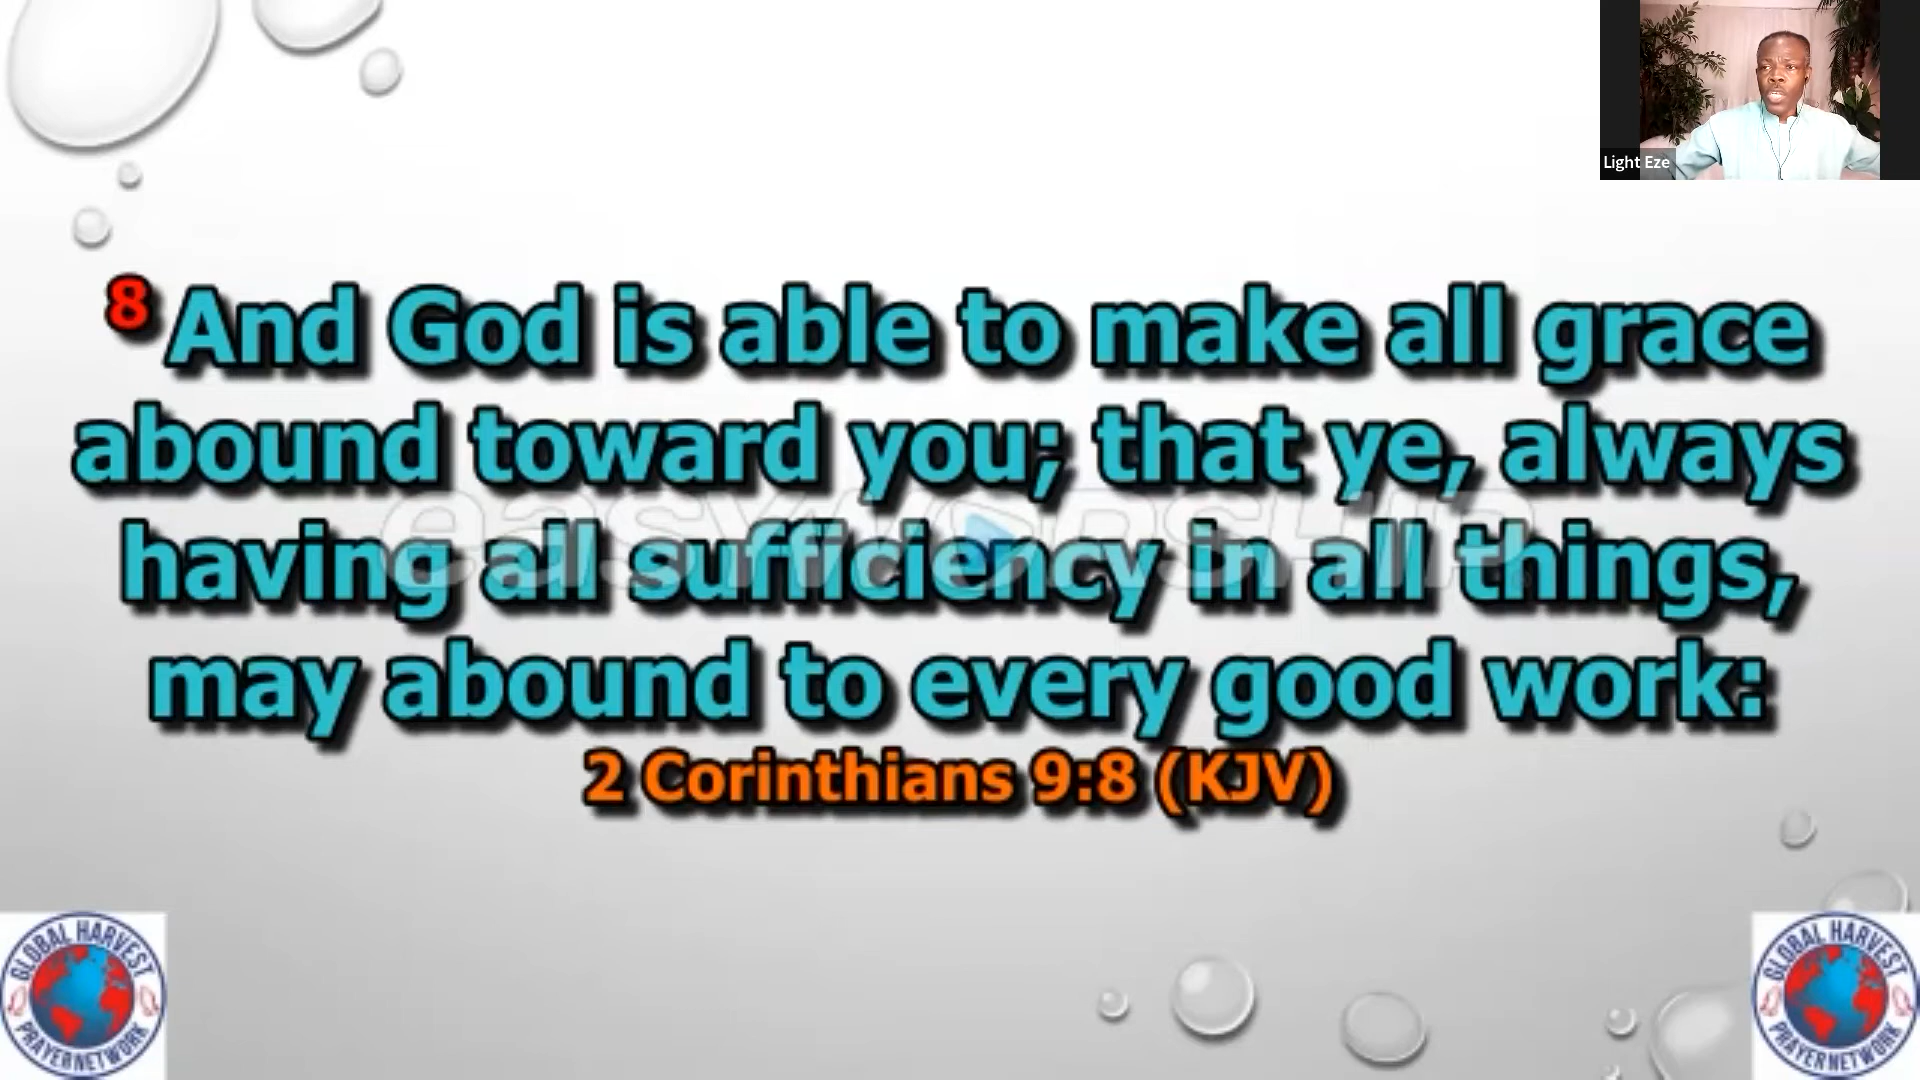 Light Eze
8 And God is able to make all grace
abound toward you; that ye, always
having all sufficiency in all things,
may abound to every good work:
2 Corinthians 9:8 (KJV)
easyworship
GLOBAL HARVEST
PRAYER NETWORK
GLOBAL HARVEST
PRAYER NETWORK